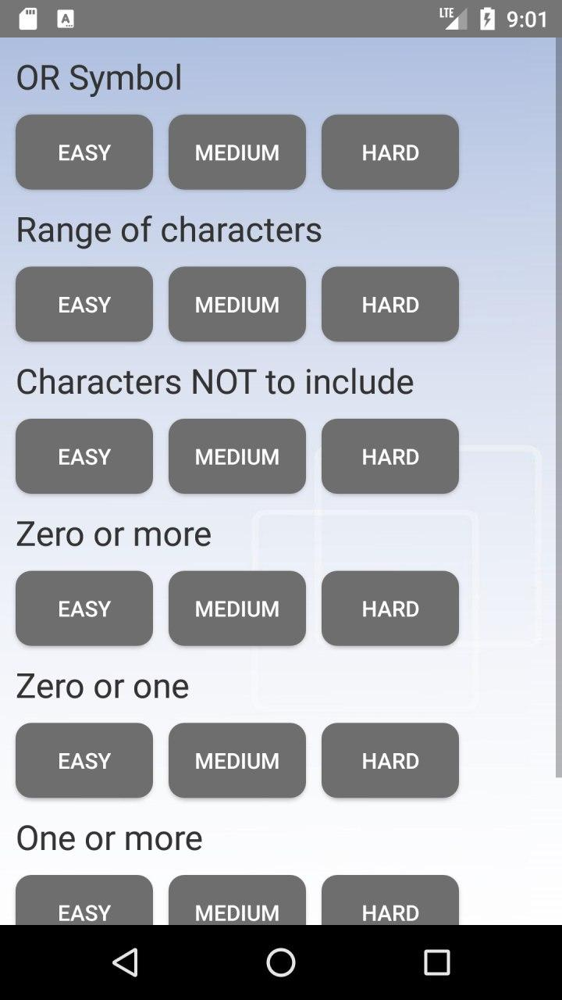 LTE 9:01
OR Symbol
EASY MEDIUM HARD
Range of characters
EASY MEDIUM HARD
Characters NOT to include
EASY MEDIUM HARD
Zero or more
EASY MEDIUM HARD
Zero or one
EASY MEDIUM HARD
One or more
EASY MEDIUM HARD